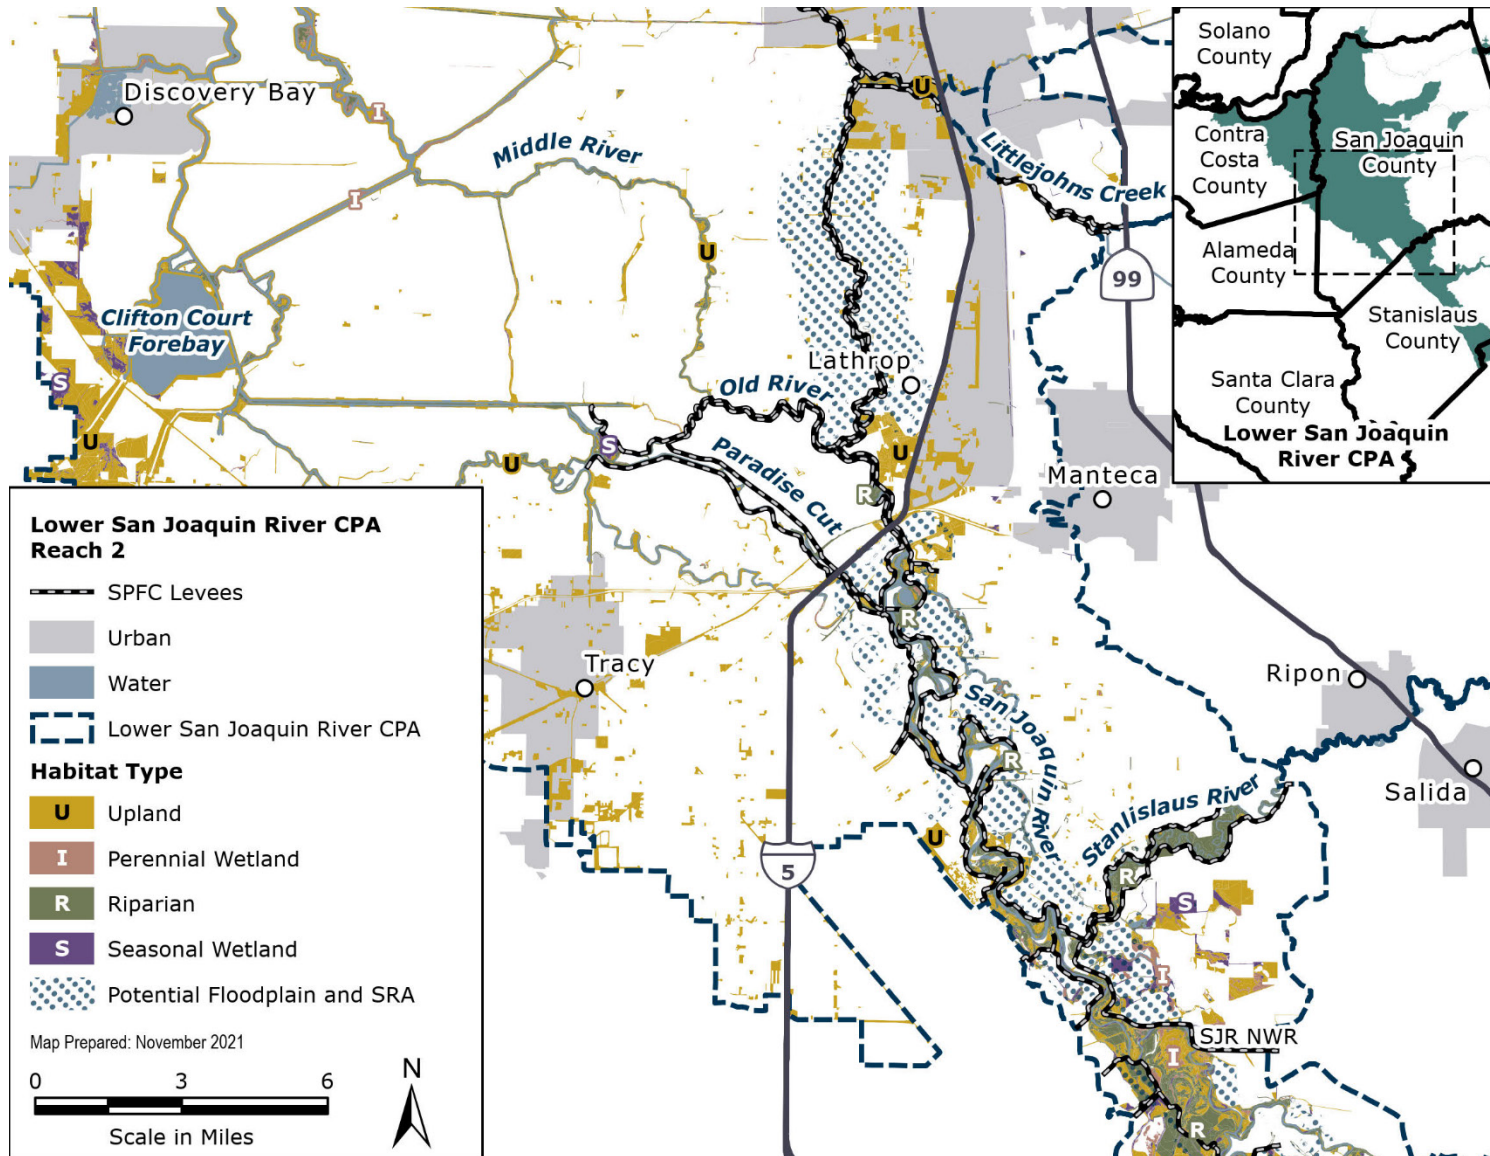 Discovery Bay
I
Middle River
U
Littlejohns Creek
I
U
99
Clifton Court
Forebay
Lathrop
S
Old River
U
S
U
U
Paradise Cut
R
Manteca
R
Tracy
San Joaquin River
Ripon
R
Salida
Stanlislaus River
U
5
R
S
I
SJR NWR
I
R
Solano
County
Contra
Costa
County
San Joaquin
County
Alameda
County
Stanislaus
County
Santa Clara
County
Lower San Joaquin
River CPA
Lower San Joaquin River CPA
Reach 2
SPFC Levees
Urban
Water
Lower San Joaquin River CPA
Habitat Type
U Upland
I Perennial Wetland
R Riparian
S Seasonal Wetland
Potential Floodplain and SRA
Map Prepared: November 2021
0 3 6
Scale in Miles
N